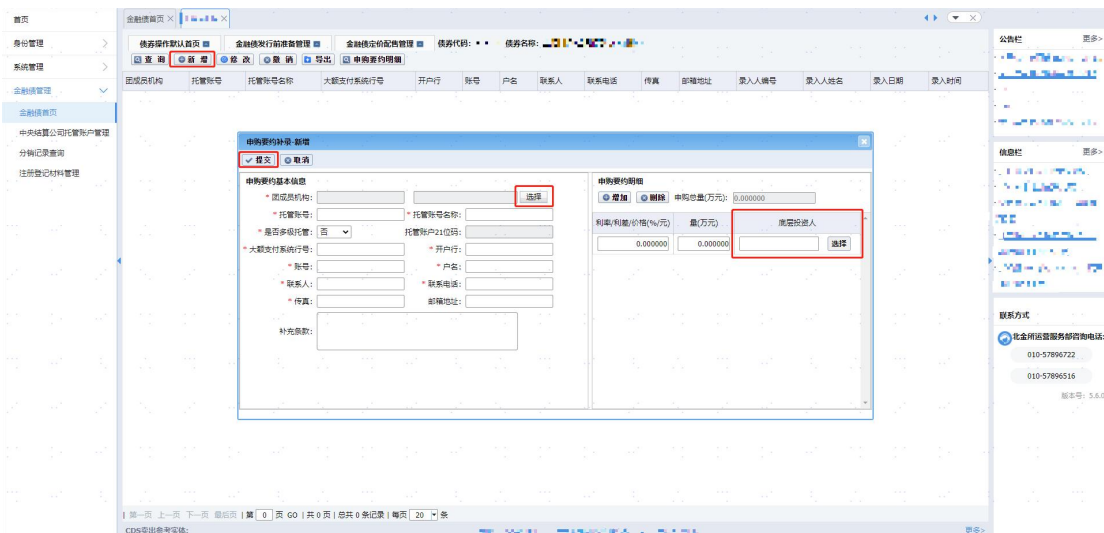 首页
身份管理
系统管理
金融债管理
金融债首页
中央结算公司托管账户管理
分销记录查询
注册登记材料管理
金融债首页
债券操作默认首页 金融债发行前准备管理 金融债定价配售管理 债券代码: 债券名称:
查 询 新 增 修 改 撤 销 导出 申购要约明细
团成员机构 托管账号 托管账号名称 大额支付系统行号 开户行 账号 户名 联系人 联系电话 传真 邮箱地址 录入人编号 录入人姓名 录入日期 录入时间
申购要约补录-新增
提交 取消
申购要约基本信息
* 团成员机构: 选择
* 托管账号: * 托管账号名称:
* 是否多级托管: 否 托管账户21位码:
* 大额支付系统行号: * 开户行:
* 账号: * 户名:
* 联系人: * 联系电话:
* 传真: 邮箱地址:
补充条款:
申购要约明细
增加 删除 申购总量(万元): 0.000000
利率/利差/价格(%/元) 量(万元) 底层投资人
0.000000 0.000000 选择
第一页 上一页 下一页 最后页 | 第 0 页 GO | 共 0 页 | 总共 0 条记录 | 每页 20 条
CDS卖出参考实体: 更多>
公告栏 更多>
信息栏 更多>
联系方式
北金所运营服务部咨询电话:
010-57896722
010-57896516
版本号: 5.6.0